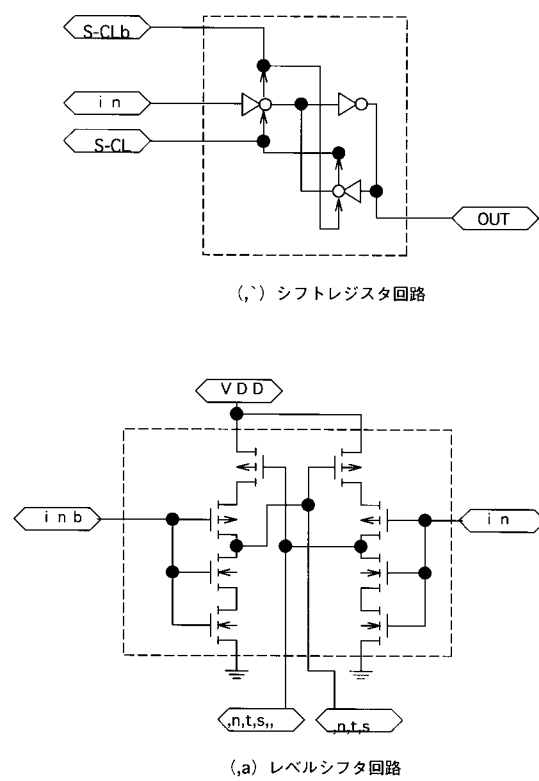 S-CLb
in
S-CL
OUT
(,`) シフトレジスタ回路
VDD
inb
in
,n,t,s,,
,n,t,s
(,a) レベルシフタ回路